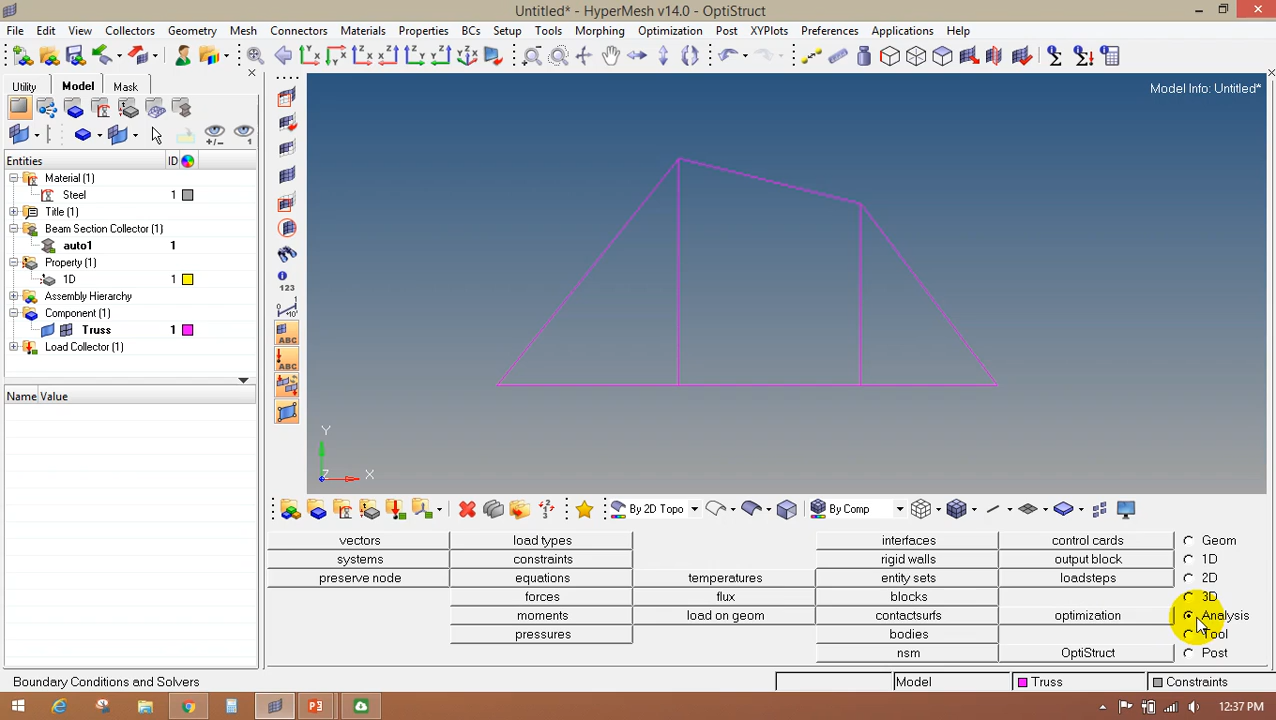 Untitled* - HyperMesh v14.0 - OptiStruct
File Edit View Collectors Geometry Mesh Connectors Materials Properties BCs Setup Tools Morphing Optimization Post XYPlots Preferences Applications Help
Utility Model Mask
Entities ID
Material (1)
Steel 1
Title (1)
Beam Section Collector (1)
auto1 1
Property (1)
1D 1
Assembly Hierarchy
Component (1)
Truss 1
Load Collector (1)
Name Value
123
ABC
ABC
Model Info: Untitled*
Y
Z X
By 2D Topo By Comp
vectors load types interfaces control cards Geom
systems constraints rigid walls output block 1D
preserve node equations temperatures entity sets loadsteps 2D
forces flux blocks 3D
moments load on geom contactsurfs optimization Analysis
pressures bodies Tool
nsm OptiStruct Post
Boundary Conditions and Solvers Model Truss Constraints
12:37 PM